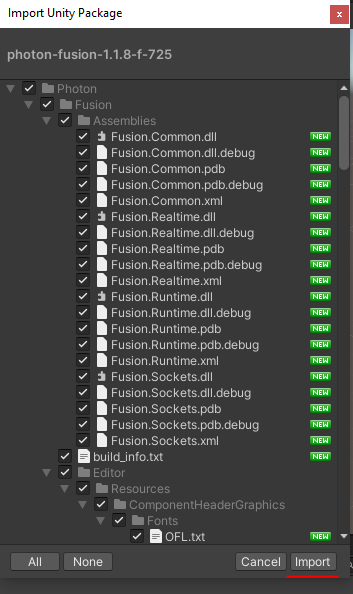 Import Unity Package
x
photon-fusion-1.1.8-f-725
Photon
Fusion
Assemblies
Fusion.Common.dll NEW
Fusion.Common.dll.debug NEW
Fusion.Common.pdb NEW
Fusion.Common.pdb.debug NEW
Fusion.Common.xml NEW
Fusion.Realtime.dll NEW
Fusion.Realtime.dll.debug NEW
Fusion.Realtime.pdb NEW
Fusion.Realtime.pdb.debug NEW
Fusion.Realtime.xml NEW
Fusion.Runtime.dll NEW
Fusion.Runtime.dll.debug NEW
Fusion.Runtime.pdb NEW
Fusion.Runtime.pdb.debug NEW
Fusion.Runtime.xml NEW
Fusion.Sockets.dll NEW
Fusion.Sockets.dll.debug NEW
Fusion.Sockets.pdb NEW
Fusion.Sockets.pdb.debug NEW
Fusion.Sockets.xml NEW
build_info.txt NEW
Editor
Resources
ComponentHeaderGraphics
Fonts
OFL.txt NEW
All None Cancel Import